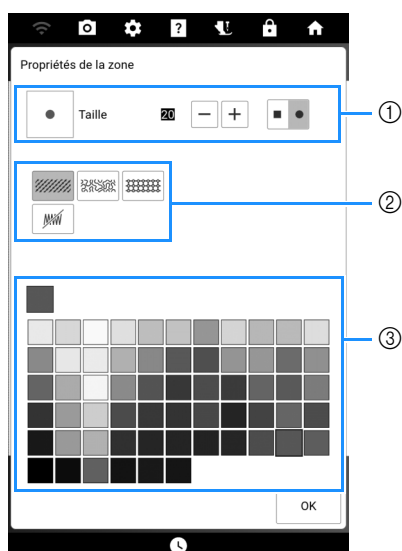 ?
Propriétés de la zone
Taille 20 − +
①
②
③
OK